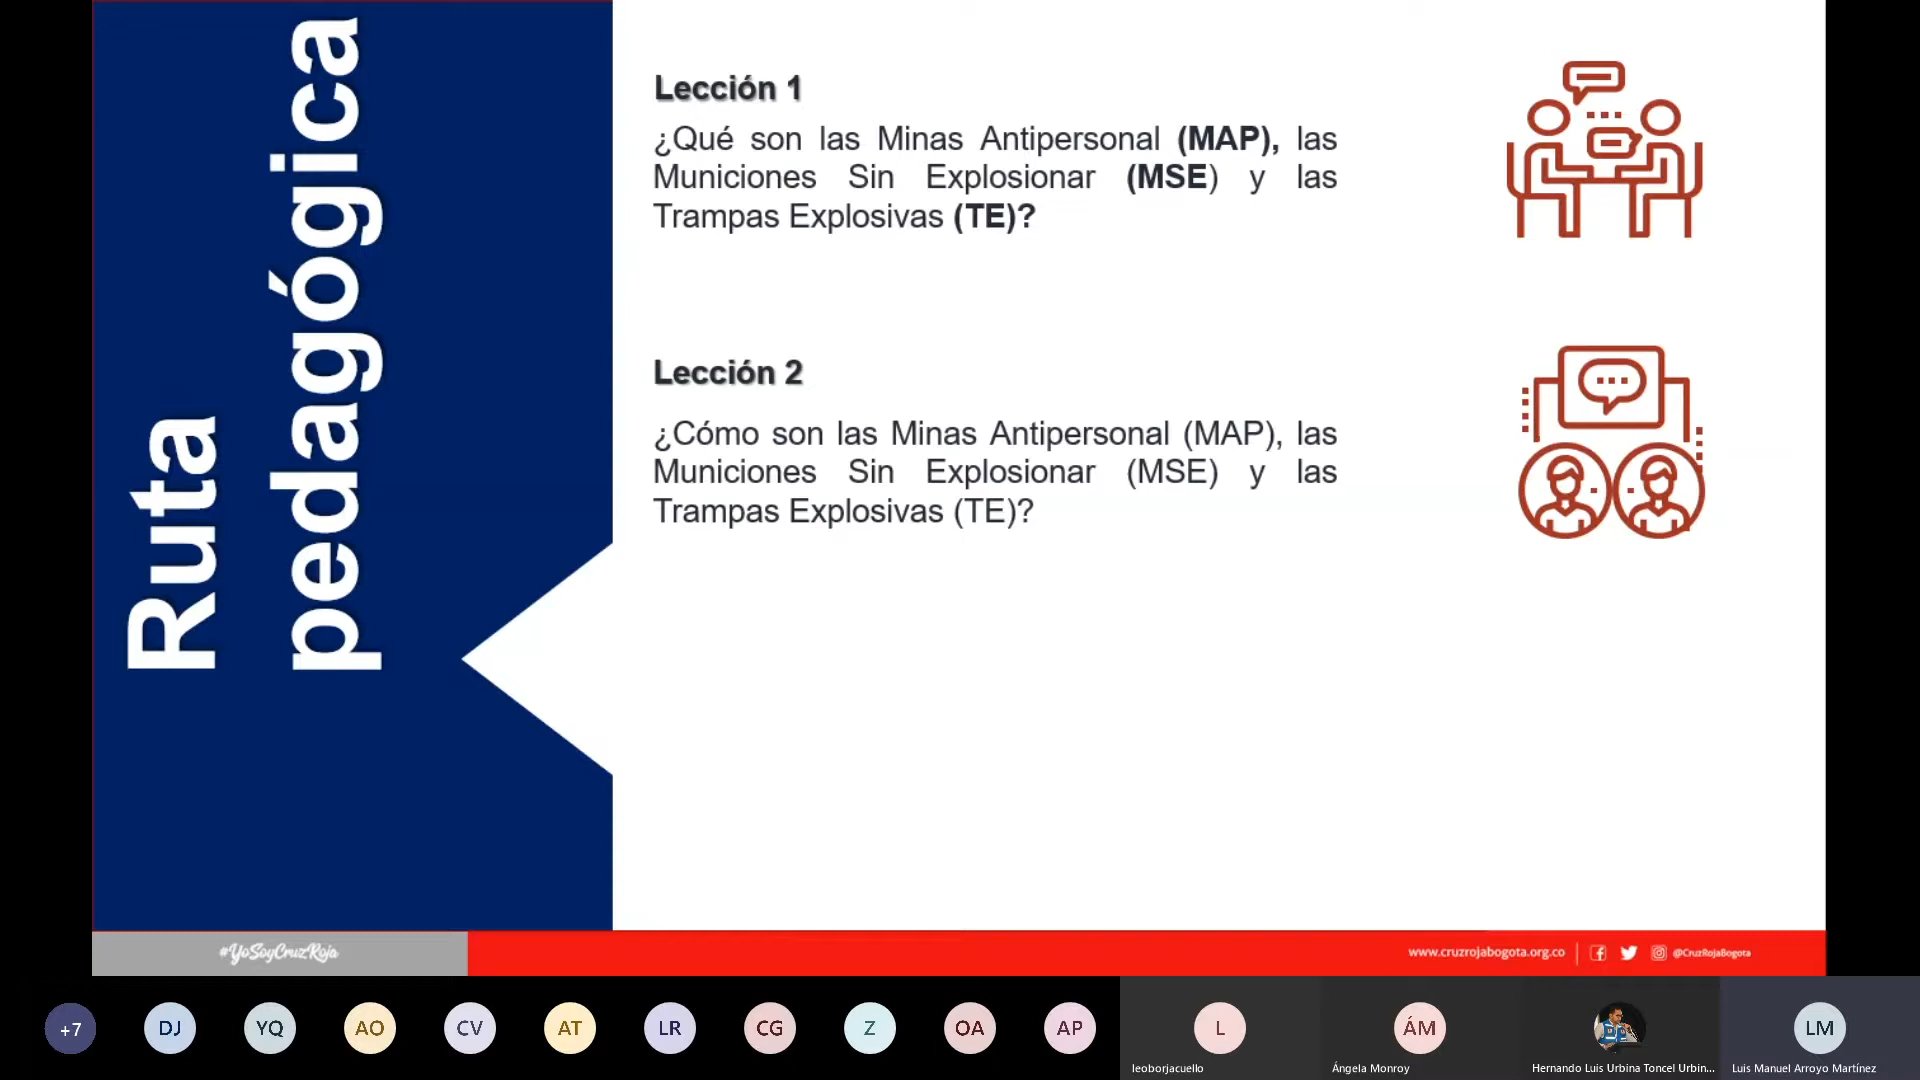 Ruta
pedagógica
Lección 1
¿Qué son las Minas Antipersonal (MAP), las
Municiones Sin Explosionar (MSE) y las
Trampas Explosivas (TE)?
Lección 2
¿Cómo son las Minas Antipersonal (MAP), las
Municiones Sin Explosionar (MSE) y las
Trampas Explosivas (TE)?
#YoSoyCruzRoja
www.cruzrojabogota.org.co
@CruzRojaBogota
+7
DJ
YQ
AO
CV
AT
LR
CG
Z
OA
AP
L
leoborjacuello
ÁM
Ángela Monroy
Hernando Luis Urbina Toncel Urbin...
LM
Luis Manuel Arroyo Martínez